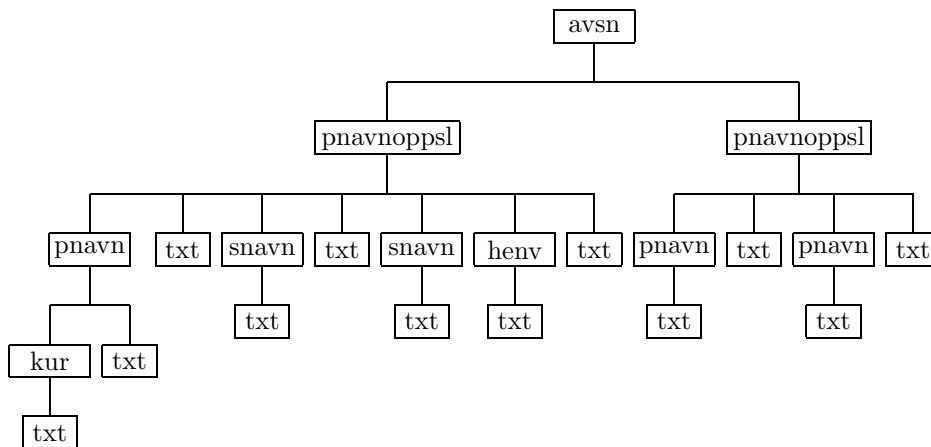 avsn
pnavnoppsl pnavnoppsl
pnavn txt snavn txt snavn henv txt pnavn txt pnavn txt
txt txt txt txt txt
kur txt
txt